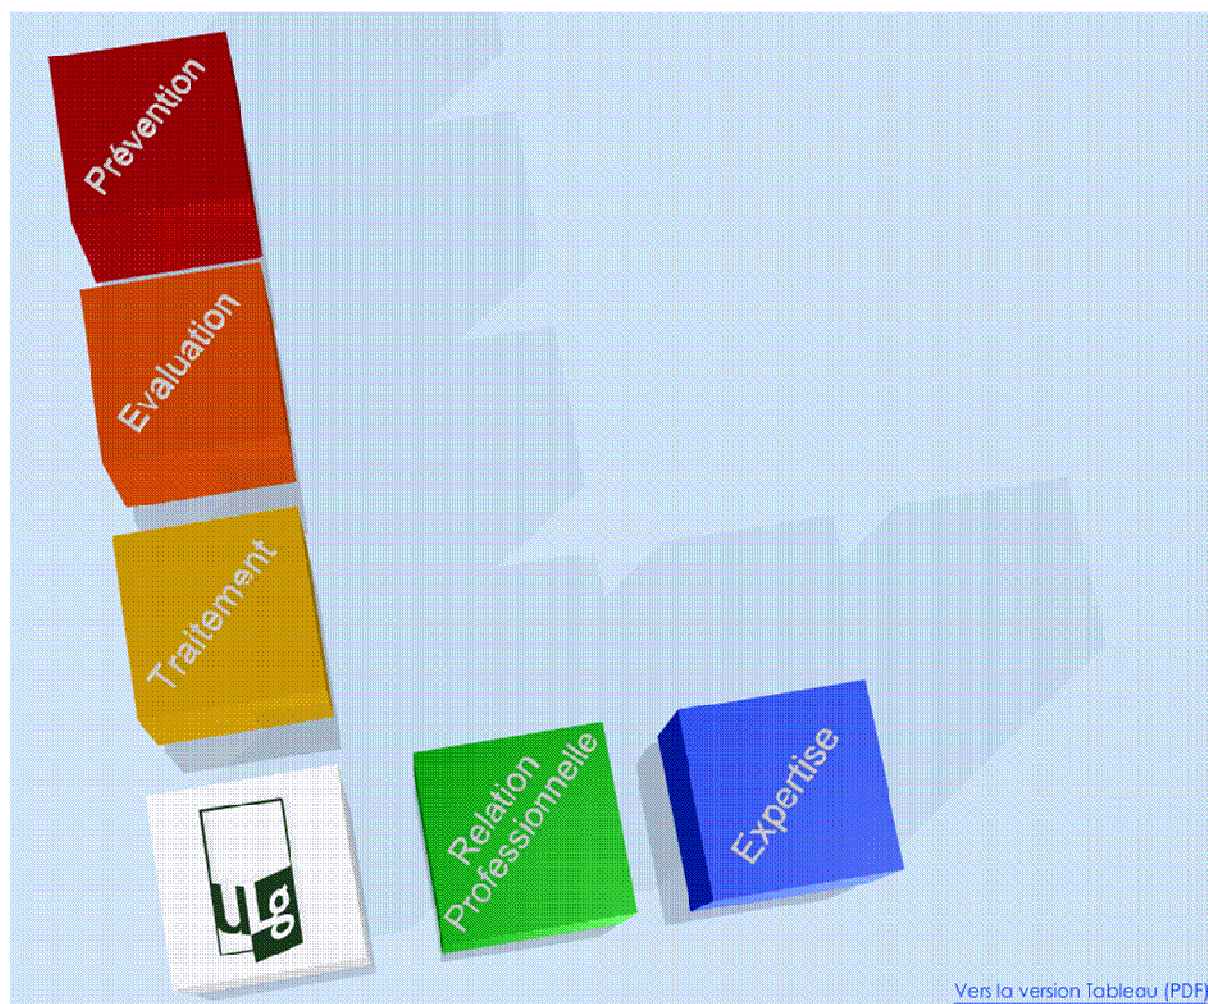 Prévention
Evaluation
Traitement
Relation
Professionnelle
Expertise
ULg
Vers la version Tableau (PDF)